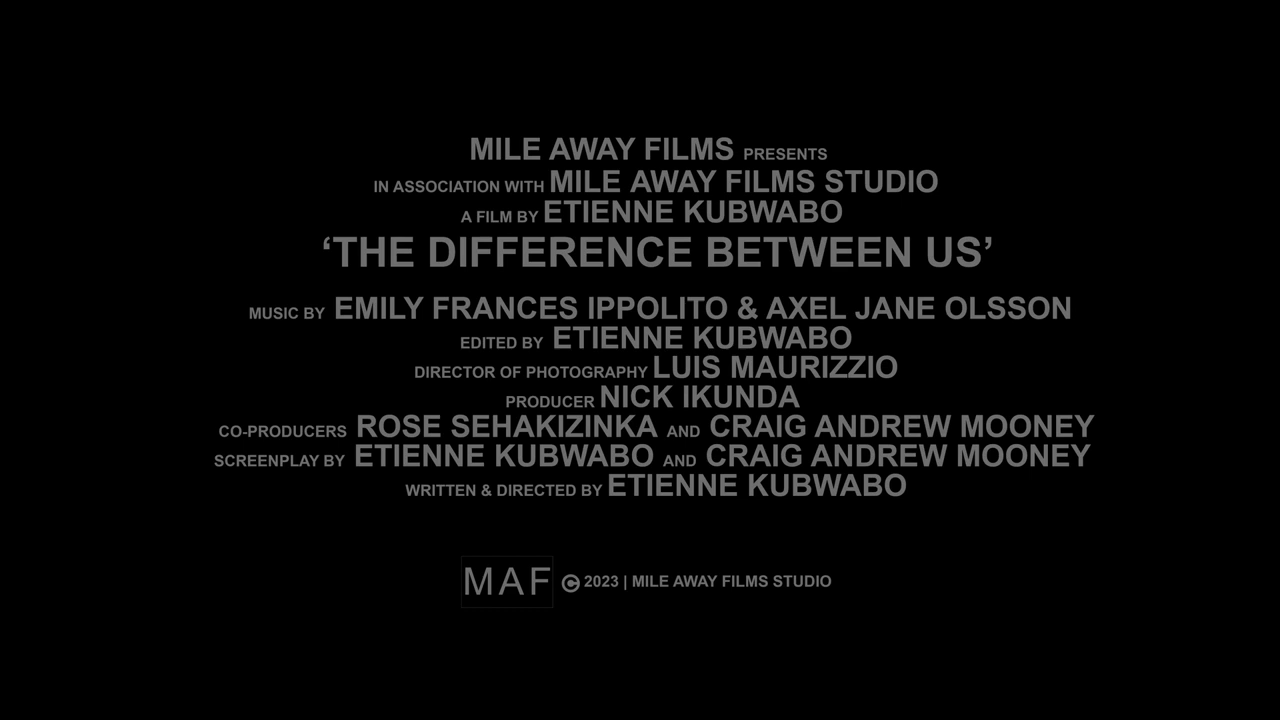 MILE AWAY FILMS PRESENTS
IN ASSOCIATION WITH MILE AWAY FILMS STUDIO
A FILM BY ETIENNE KUBWABO
‘THE DIFFERENCE BETWEEN US’
MUSIC BY EMILY FRANCES IPPOLITO & AXEL JANE OLSSON
EDITED BY ETIENNE KUBWABO
DIRECTOR OF PHOTOGRAPHY LUIS MAURIZZIO
PRODUCER NICK IKUNDA
CO-PRODUCERS ROSE SEHAKIZINKA AND CRAIG ANDREW MOONEY
SCREENPLAY BY ETIENNE KUBWABO AND CRAIG ANDREW MOONEY
WRITTEN & DIRECTED BY ETIENNE KUBWABO
MAF © 2023 | MILE AWAY FILMS STUDIO